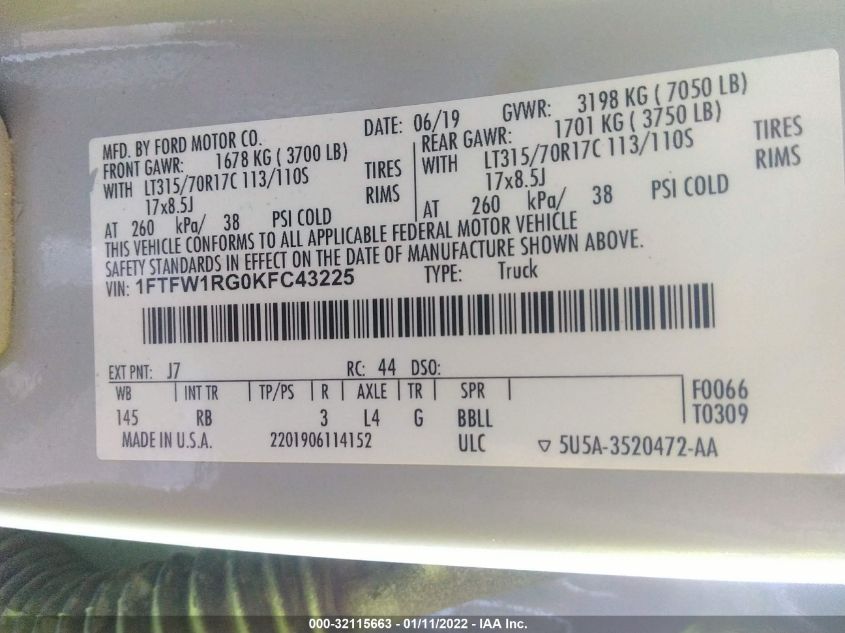 MFD. BY FORD MOTOR CO.
DATE: 06/19 GVWR: 3198 KG ( 7050 LB)
FRONT GAWR: 1678 KG ( 3700 LB)
WITH LT315/70R17C 113/110S TIRES
17x8.5J RIMS
AT 260 kPa/ 38 PSI COLD
REAR GAWR: 1701 KG ( 3750 LB)
WITH LT315/70R17C 113/110S TIRES
17x8.5J RIMS
AT 260 kPa/ 38 PSI COLD
THIS VEHICLE CONFORMS TO ALL APPLICABLE FEDERAL MOTOR VEHICLE
SAFETY STANDARDS IN EFFECT ON THE DATE OF MANUFACTURE SHOWN ABOVE.
VIN: 1FTFW1RG0KFC43225 TYPE: Truck
EXT PNT: J7 RC: 44 DSO:
WB | INT TR | TP/PS | R | AXLE | TR | SPR | F0066
145 RB 3 L4 G BBLL T0309
MADE IN U.S.A. 2201906114152 ULC ▽ 5U5A-3520472-AA
000-32115663 - 01/11/2022 - IAA Inc.